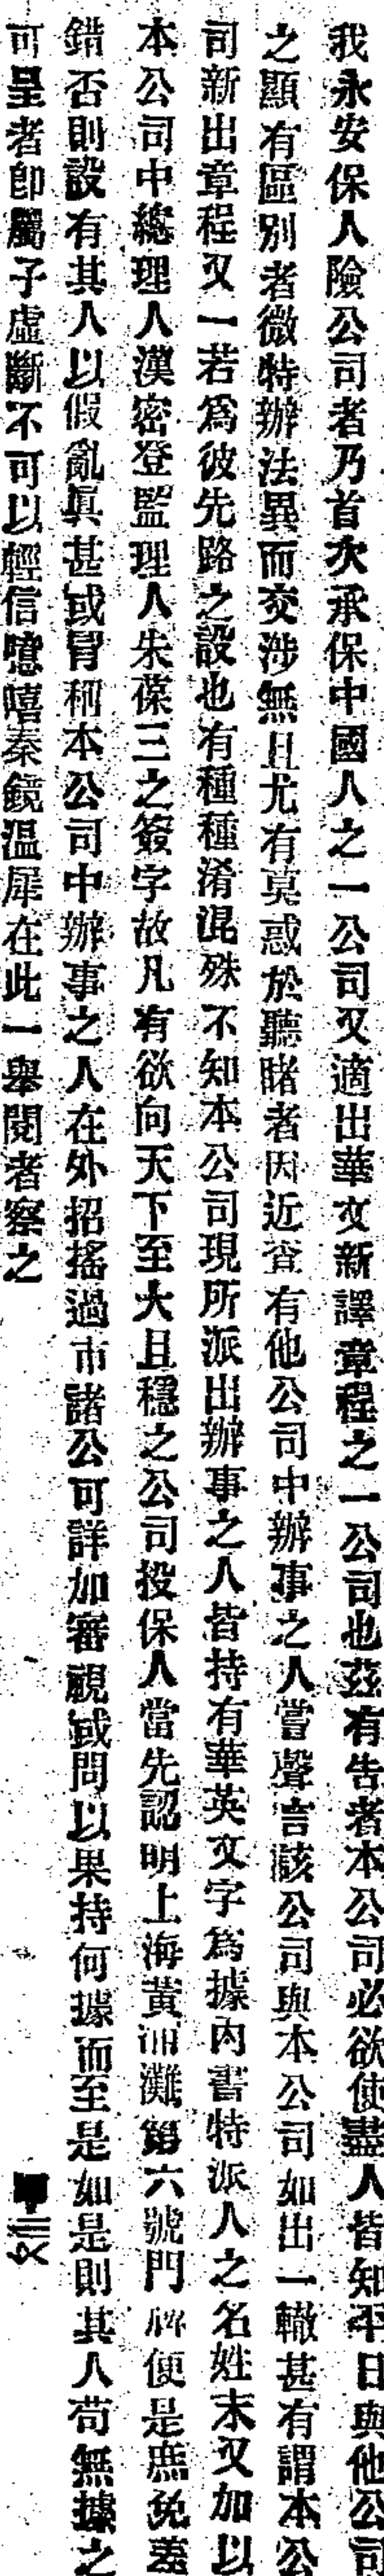 我永安保人險公司者乃首次承保中國人之一公司又適出華文新譯章程之一公司也茲有告者本公司必欲使盡人皆知平日與他公司
之顯有區別者微特辦法異而交涉無且尤有莫惑於聽睹者因近查有他公司中辦事之人嘗聲言該公司與本公司如出一轍甚有謂本公
司新出章程又一若爲彼先路之設也有種種淆混殊不知本公司現所派出辦事之人皆持有華英文字爲據內書特派人之名姓末又加以
本公司中總理人漢密登監理人朱葆三之簽字故凡有欲向天下至大且穩之公司投保人當先認明上海黃浦灘第六號門牌便是庶免差
錯否則設有其人以假亂真甚或冒稱本公司中辦事之人在外招搖過市諸公可詳加審視或問以果持何據而至是如是則其人苟無據之
可呈者即屬子虛斷不可以輕信噫嘻秦鏡溫犀在此一舉閱者察之